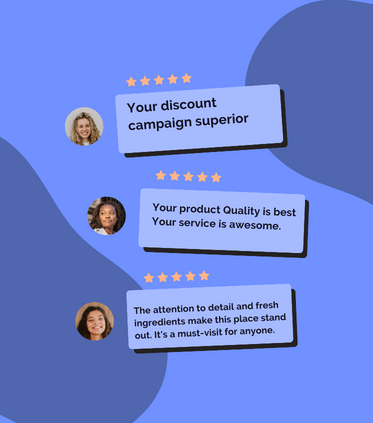 Your discount
campaign superior
Your product Quality is best
Your service is awesome.
The attention to detail and fresh
ingredients make this place stand
out. It's a must-visit for anyone.